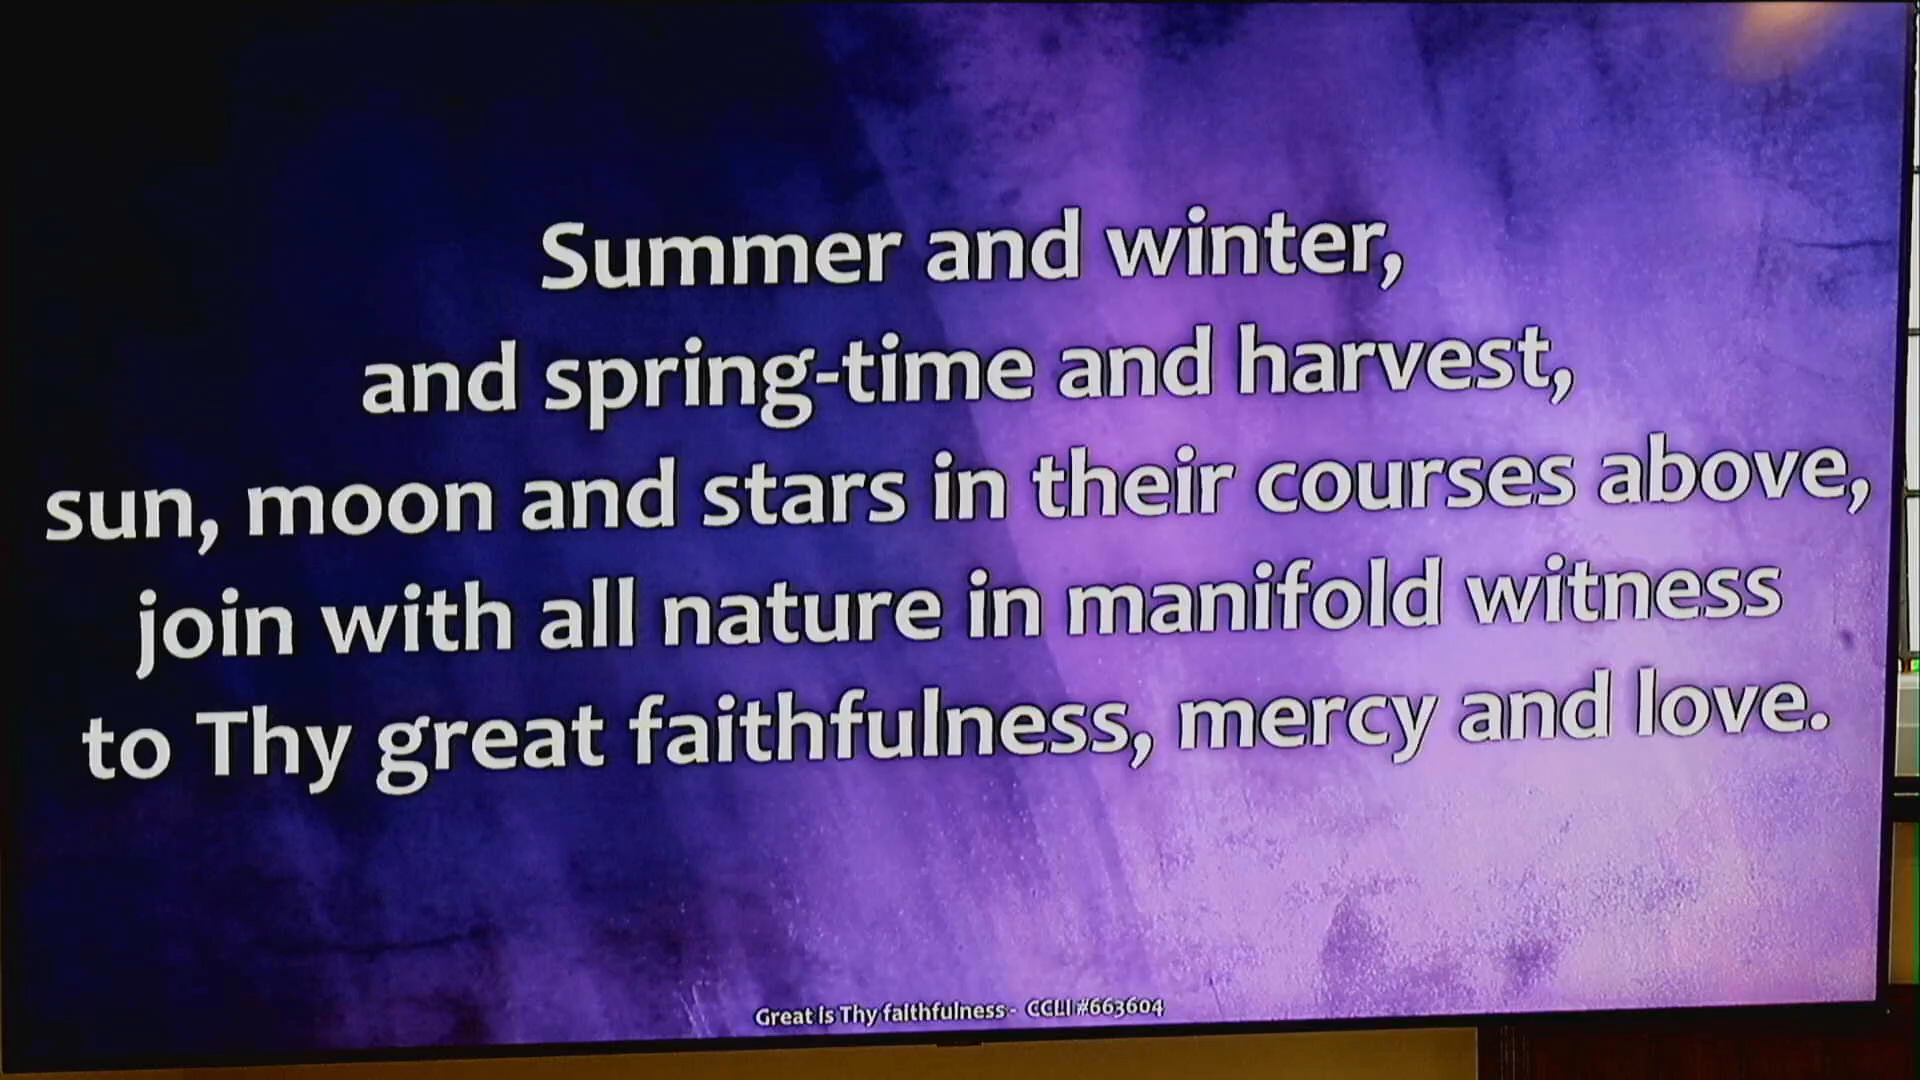 Summer and winter,
and spring-time and harvest,
sun, moon and stars in their courses above,
join with all nature in manifold witness
to Thy great faithfulness, mercy and love.
Great Is Thy faithfulness - CCLI #663604